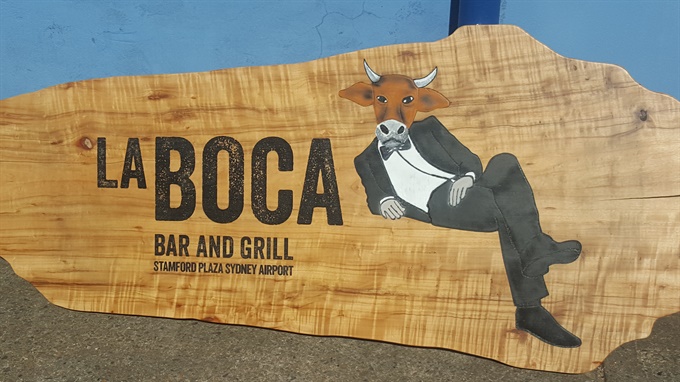 LA BOCA
BAR AND GRILL
STAMFORD PLAZA SYDNEY AIRPORT